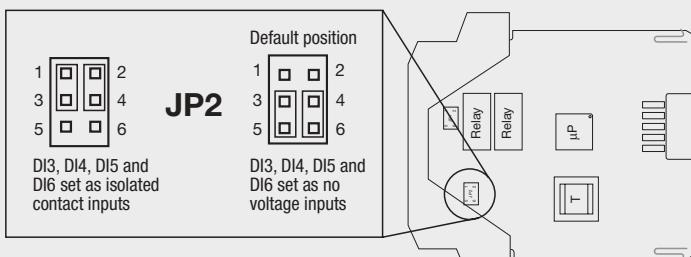 Default position
1 2
3 4
5 6
JP2
1 2
3 4
5 6
DI3, DI4, DI5 and
DI6 set as isolated
contact inputs
DI3, DI4, DI5 and
DI6 set as no
voltage inputs
Relay
Relay
µP
T
JP2